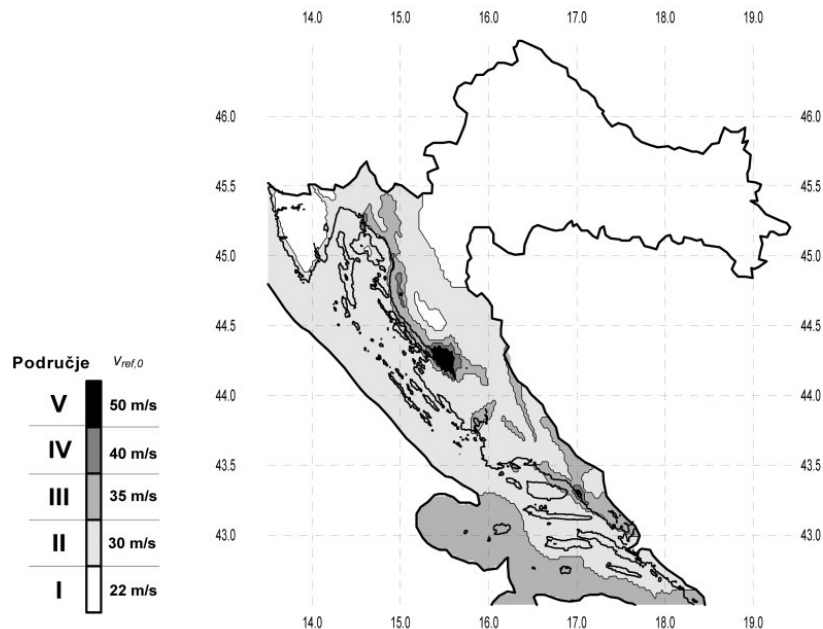 14.0 15.0 16.0 17.0 18.0 19.0
46.0 46.0
45.5 45.5
45.0 45.0
44.5 44.5
44.0 44.0
43.5 43.5
43.0 43.0
14.0 15.0 16.0 17.0 18.0 19.0
Područje Vref,0
V 50 m/s
IV 40 m/s
III 35 m/s
II 30 m/s
I 22 m/s